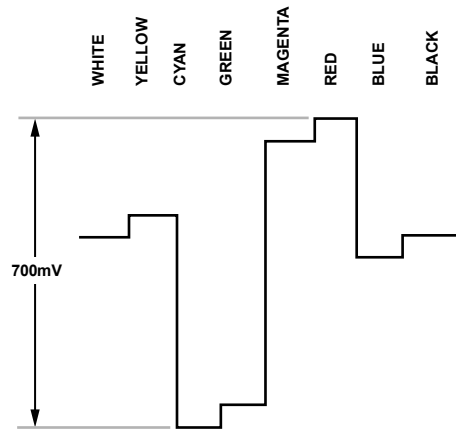 WHITE
YELLOW
CYAN
GREEN
MAGENTA
RED
BLUE
BLACK
700mV